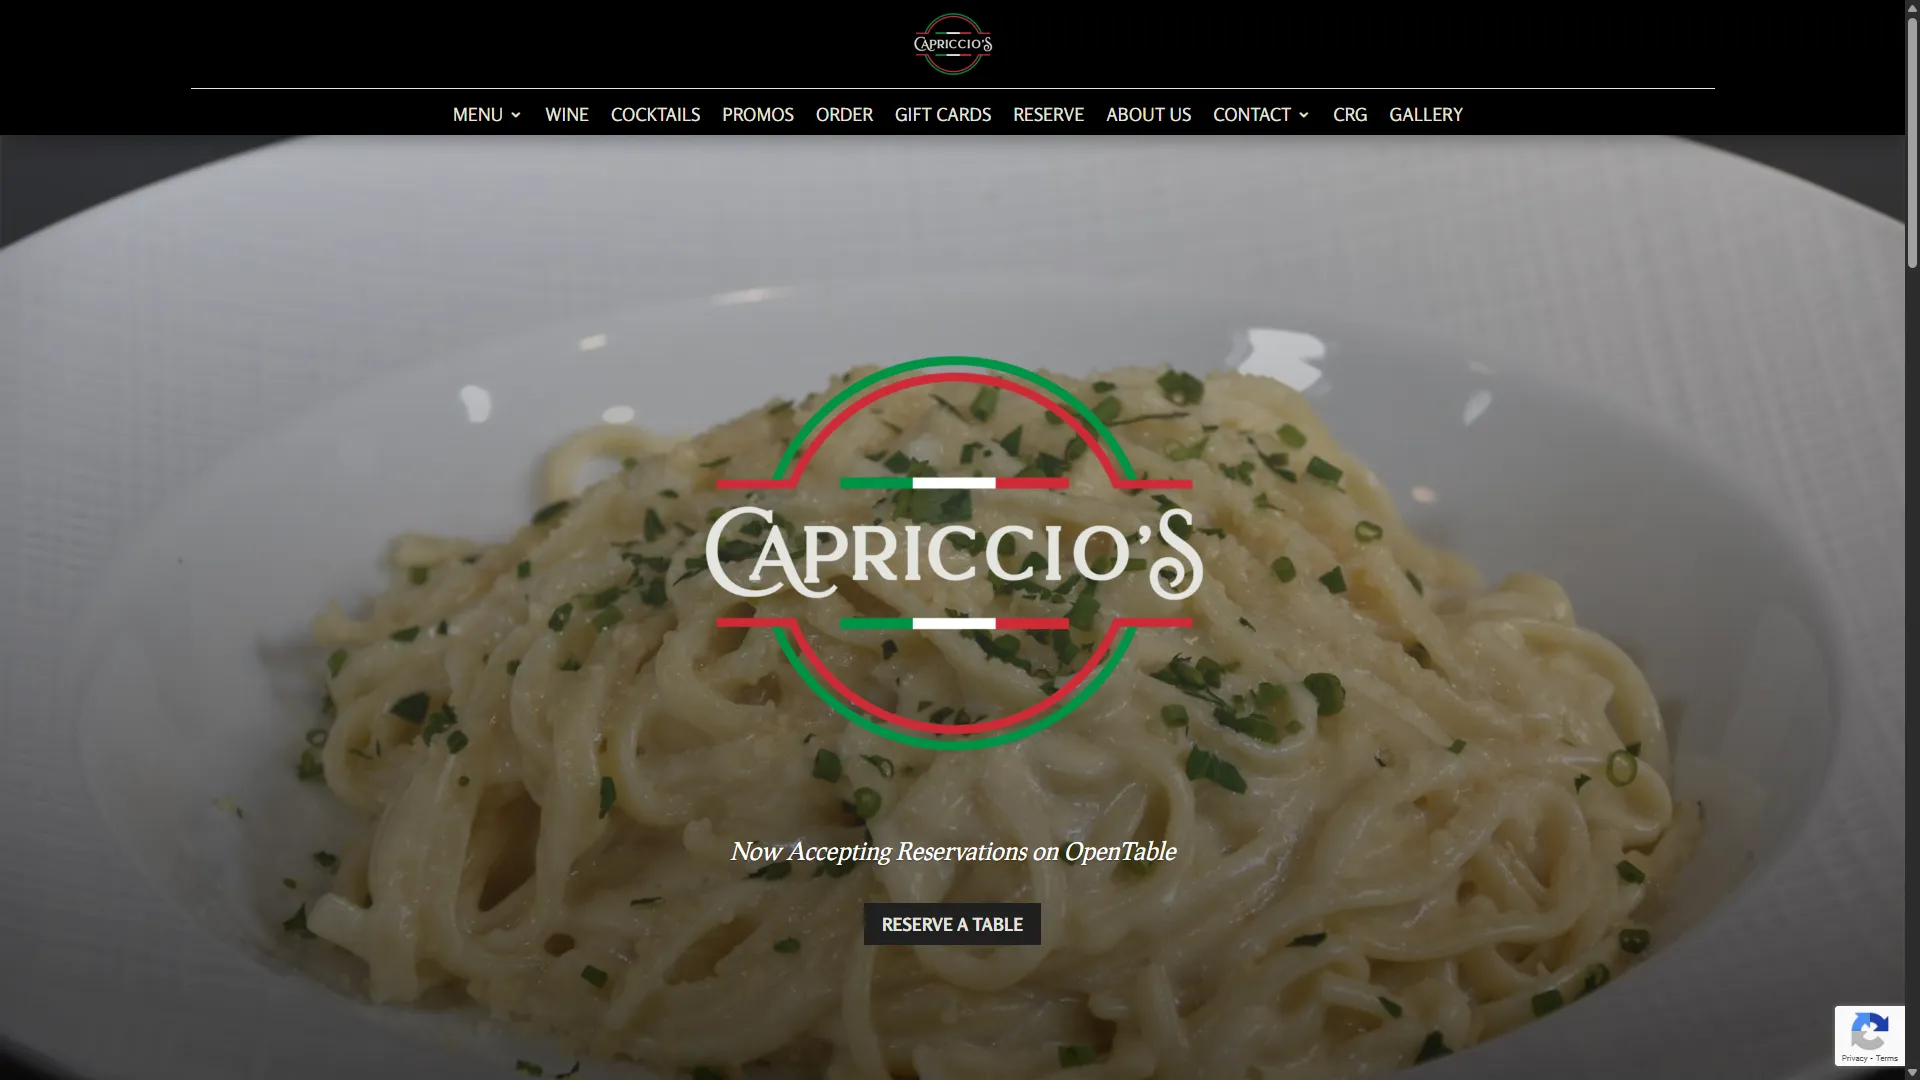 CAPRICCIO'S
MENU WINE COCKTAILS PROMOS ORDER GIFT CARDS RESERVE ABOUT US CONTACT CRG GALLERY
CAPRICCIO'S
Now Accepting Reservations on OpenTable
RESERVE A TABLE
Privacy - Terms